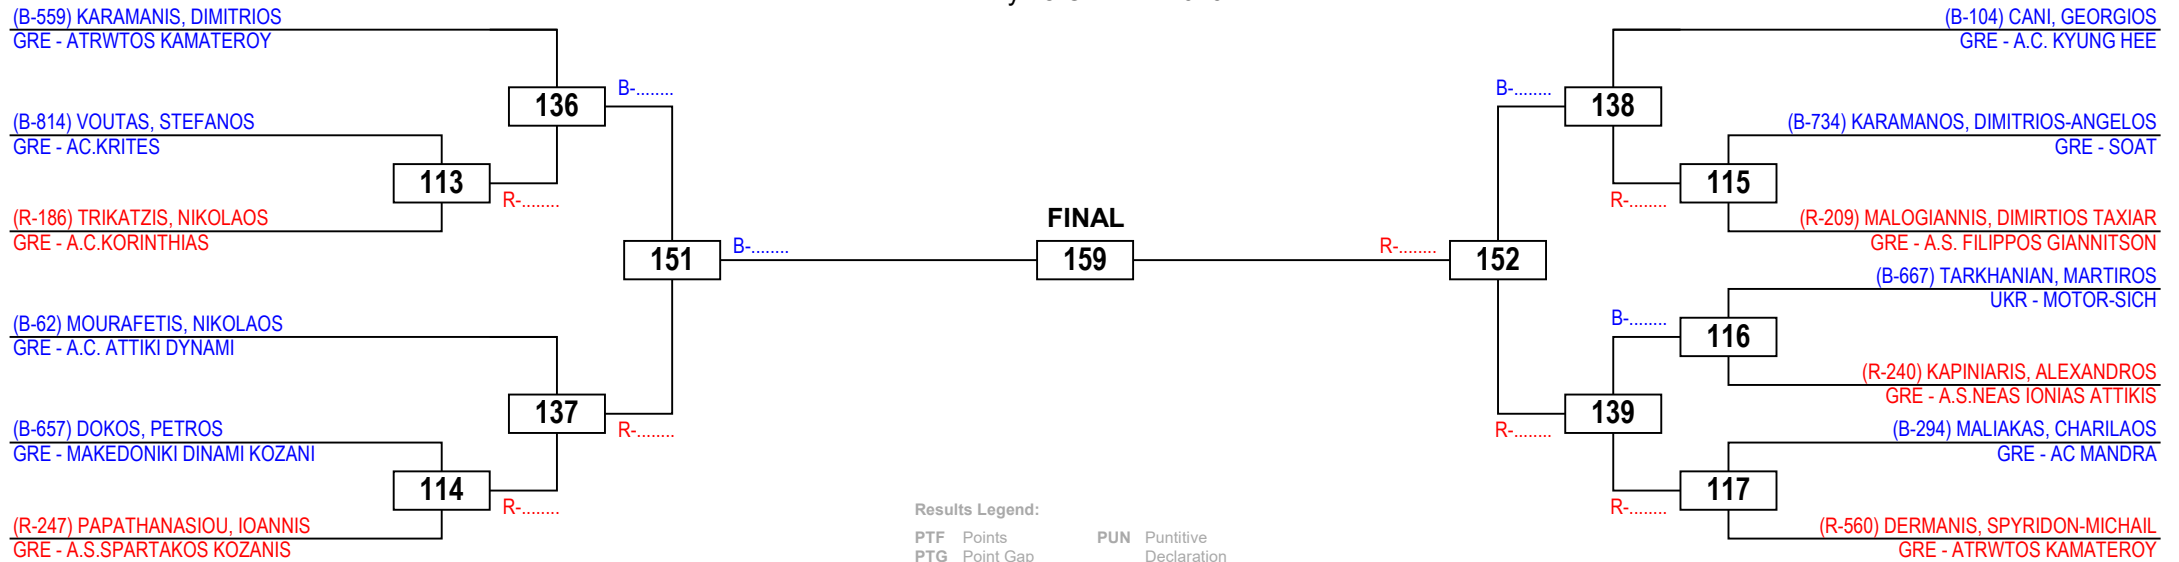 (B-559) KARAMANIS, DIMITRIOS
GRE - ATRWTOS KAMATEROY
136
B-........
(B-814) VOUTAS, STEFANOS
GRE - AC.KRITES
113
R-........
(R-186) TRIKATZIS, NIKOLAOS
GRE - A.C.KORINTHIAS
151
B-........
(B-62) MOURAFETIS, NIKOLAOS
GRE - A.C. ATTIKI DYNAMI
137
R-........
(B-657) DOKOS, PETROS
GRE - MAKEDONIKI DINAMI KOZANI
114
R-........
(R-247) PAPATHANASIOU, IOANNIS
GRE - A.S.SPARTAKOS KOZANIS
FINAL
159
(B-104) CANI, GEORGIOS
GRE - A.C. KYUNG HEE
B-........
138
(B-734) KARAMANOS, DIMITRIOS-ANGELOS
GRE - SOAT
115
R-........
(R-209) MALOGIANNIS, DIMIRTIOS TAXIAR
GRE - A.S. FILIPPOS GIANNITSON
R-........
152
(B-667) TARKHANIAN, MARTIROS
UKR - MOTOR-SICH
B-........
116
(R-240) KAPINIARIS, ALEXANDROS
GRE - A.S.NEAS IONIAS ATTIKIS
139
R-........
(B-294) MALIAKAS, CHARILAOS
GRE - AC MANDRA
117
R-........
(R-560) DERMANIS, SPYRIDON-MICHAIL
GRE - ATRWTOS KAMATEROY
Results Legend:
PTF Points PUN Puntitive
PTG Point Gap Declaration